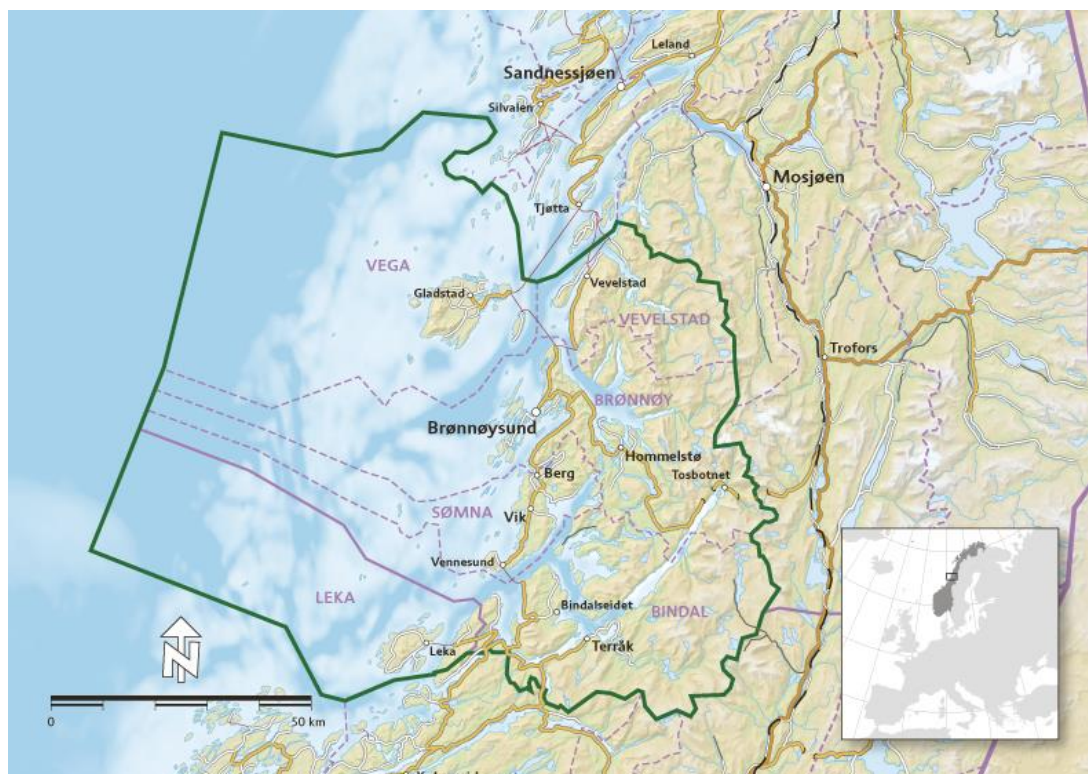 Leland
Sandnessjøen
Silvalen
Mosjøen
Tjøtta
VEGA
Vevelstad
Gladstad
VEVELSTAD
Trofors
BRØNNØY
Brønnøysund
Hommelstø
Berg
Tosbotnet
SØMNA
Vik
Vennesund
LEKA
Bindalseidet
BINDAL
Terråk
Leka
N
0
50 km